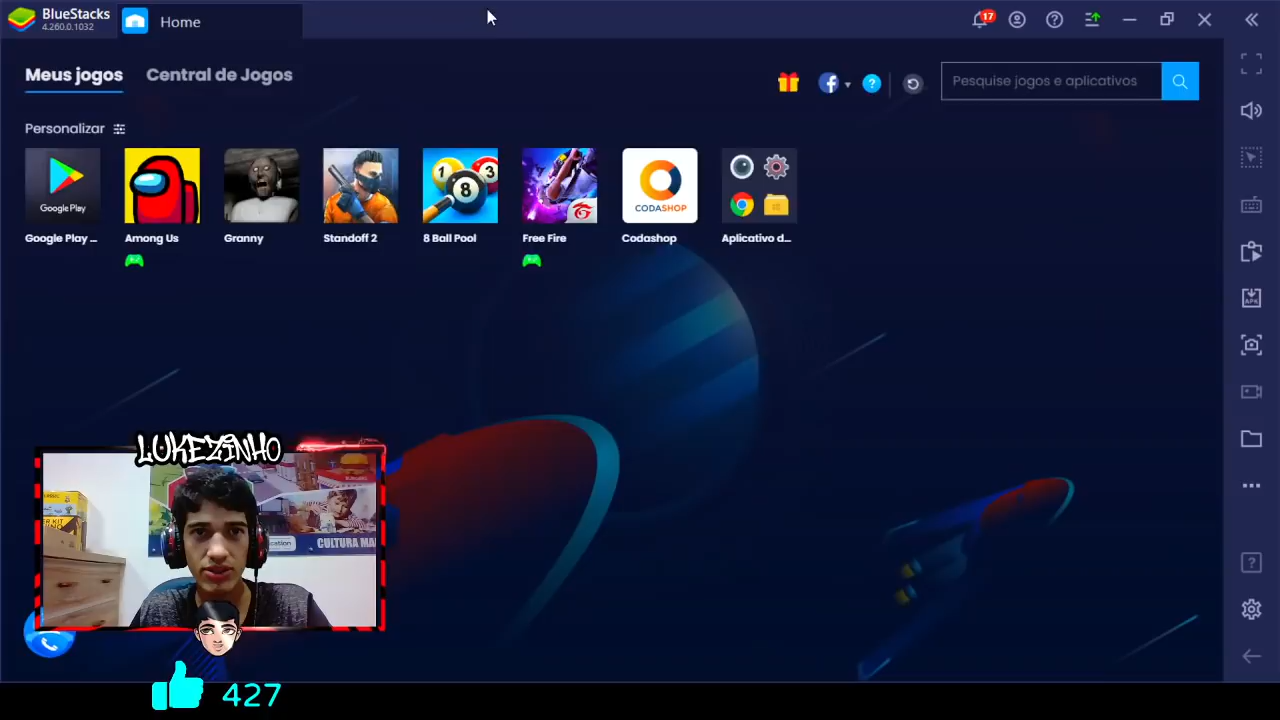 BlueStacks
4.260.0.1032
Home
17
Meus jogos
Central de Jogos
Pesquise jogos e aplicativos
Personalizar
Google Play
CODASHOP
Google Play ...
Among Us
Granny
Standoff 2
8 Ball Pool
Free Fire
Codashop
Aplicativo d...
APK
LUKEZINHO
CULTURA MA
427